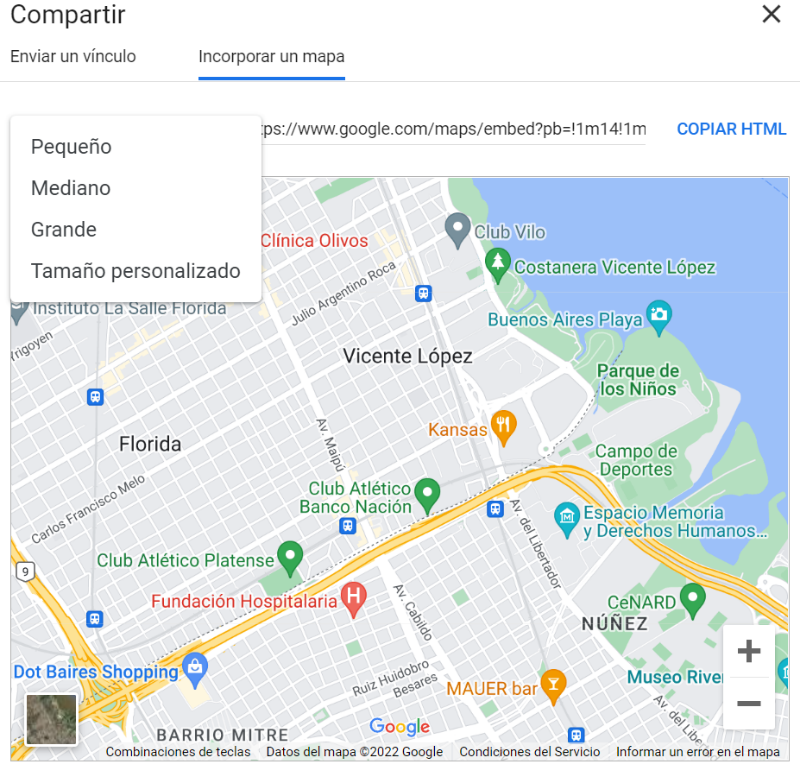 Compartir
Enviar un vínculo
Incorporar un mapa
tps://www.google.com/maps/embed?pb=!1m14!1m
COPIAR HTML
Pequeño
Mediano
Grande
Tamaño personalizado
Clínica Olivos
Club Vilo
Costanera Vicente López
Julio Argentino Roca
Instituto La Salle Florida
Buenos Aires Playa
rigoyen
Vicente López
Parque de
los Niños
Kansas
Florida
Av. Maipú
Campo de
Deportes
Carlos Francisco Melo
Club Atlético
Banco Nación
Av. del Libertador
Espacio Memoria
y Derechos Humanos...
Club Atlético Platense
9
Fundación Hospitalaria
H
Av. Cabildo
CeNARD
NÚÑEZ
Dot Baires Shopping
Ruiz Huidobro
Besares
MAUER bar
Museo River
Av. del Lib
BARRIO MITRE
Google
Combinaciones de teclas
Datos del mapa ©2022 Google
Condiciones del Servicio
Informar un error en el mapa